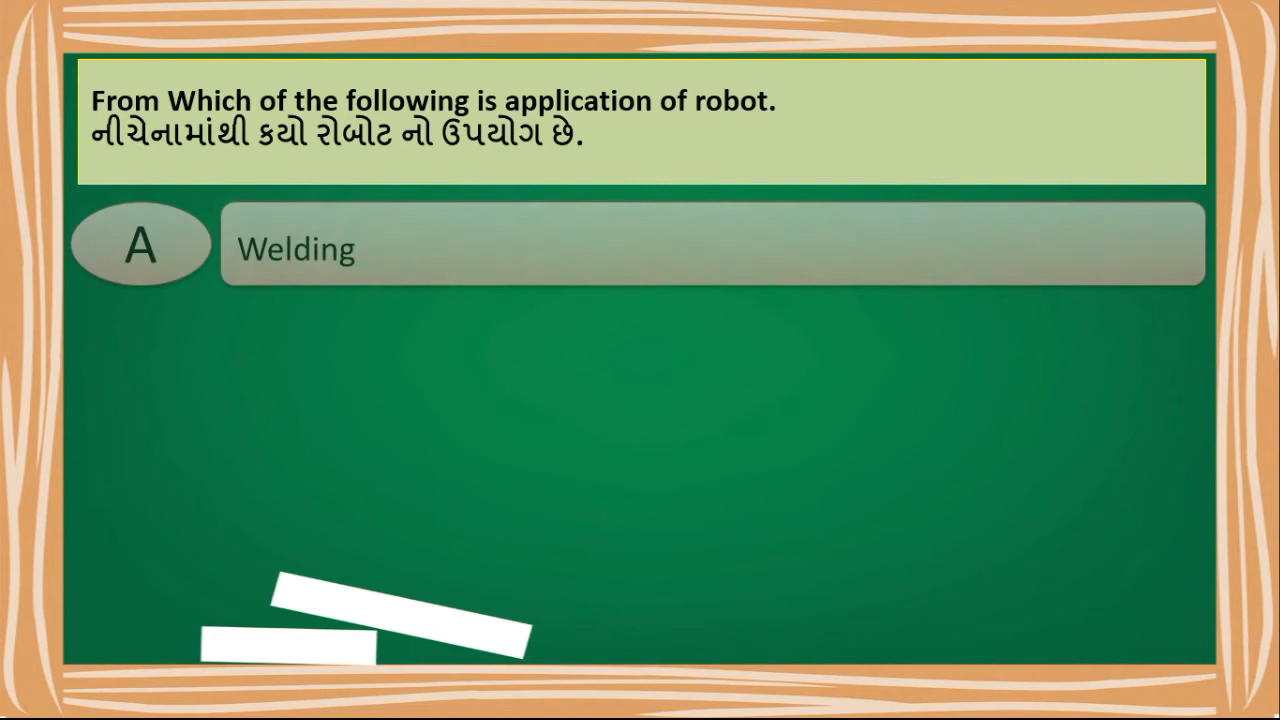 From Which of the following is application of robot.
નીચેનામાંથી કયો રોબોટ નો ઉપયોગ છે.
A
Welding